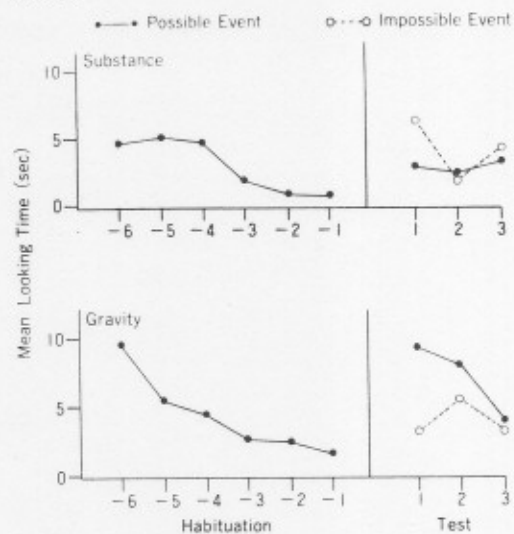 Possible Event Impossible Event
Substance
10
5
0
-6 -5 -4 -3 -2 -1 1 2 3
Mean Looking Time (sec)
Gravity
10
5
0
-6 -5 -4 -3 -2 -1 1 2 3
Habituation Test